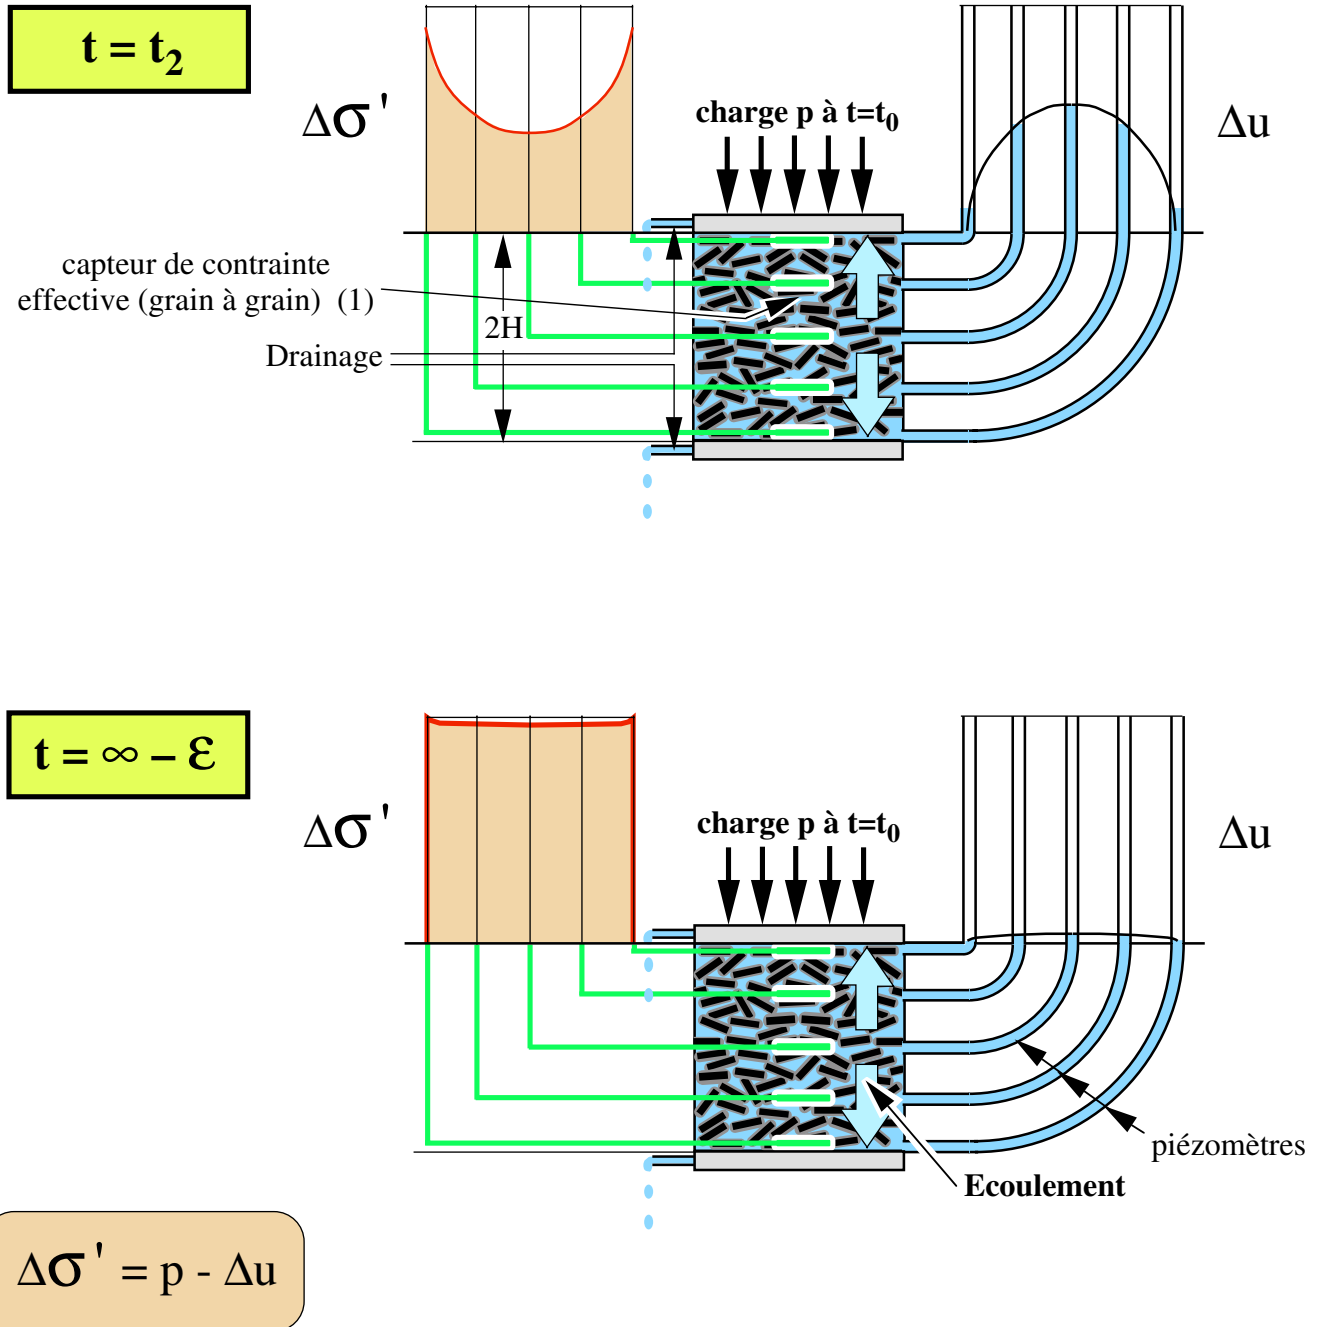 t = t₂
Δσ'
charge p à t=t₀
Δu
capteur de contrainte
effective (grain à grain) (1)
2H
Drainage
t = ∞ – ε
Δσ'
charge p à t=t₀
Δu
piézomètres
Ecoulement
Δσ' = p - Δu